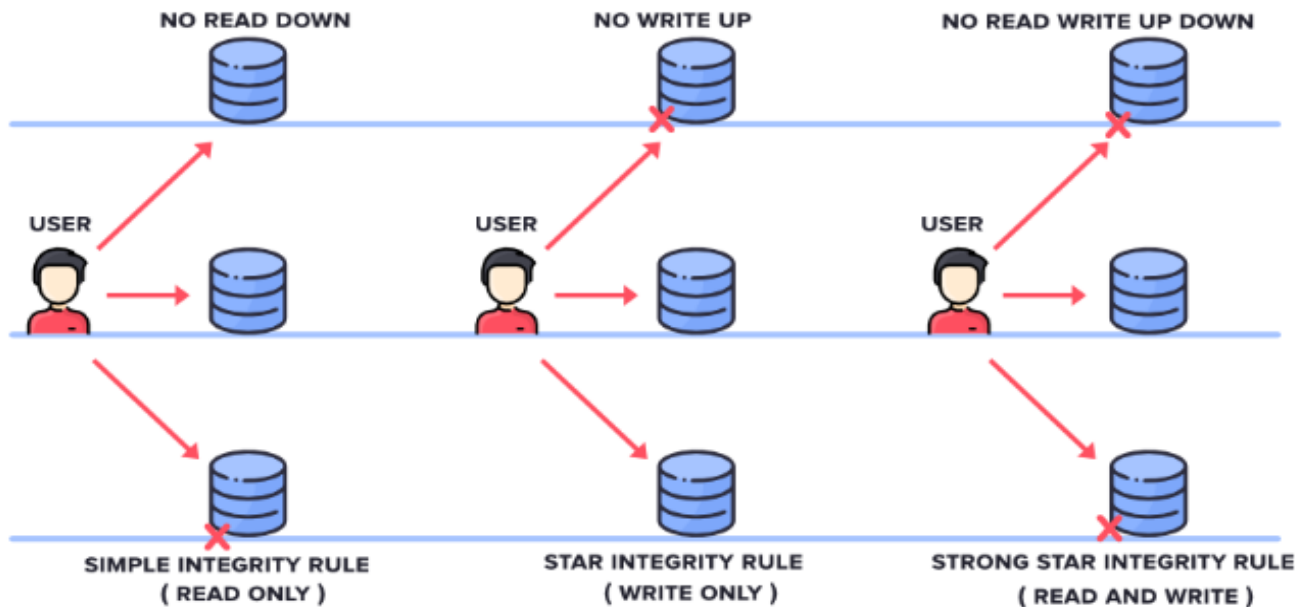 NO READ DOWN
NO WRITE UP
NO READ WRITE UP DOWN
USER
USER
USER
SIMPLE INTEGRITY RULE
( READ ONLY )
STAR INTEGRITY RULE
( WRITE ONLY )
STRONG STAR INTEGRITY RULE
( READ AND WRITE )